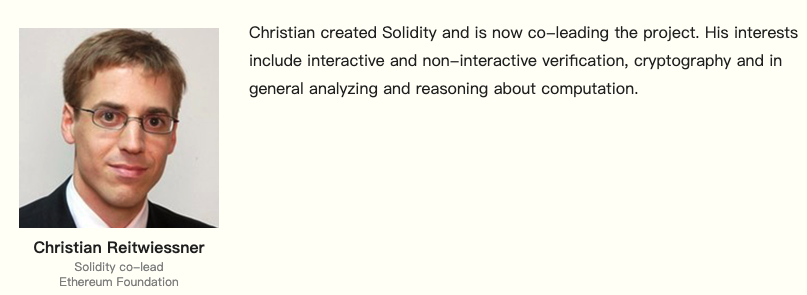 Christian created Solidity and is now co-leading the project. His interests
include interactive and non-interactive verification, cryptography and in
general analyzing and reasoning about computation.
Christian Reitwiessner
Solidity co-lead
Ethereum Foundation